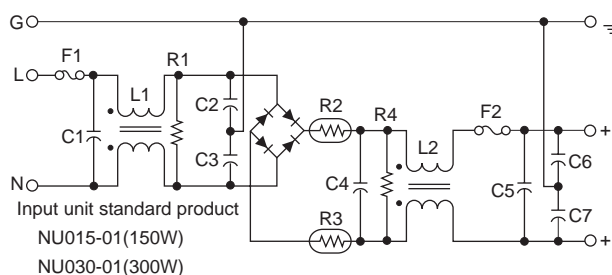 G
L F1 L1 R1 C2 R2 R4 L2 F2 +
C1 C3 C4 C5 C6
R3 C7
N +
Input unit standard product
NU015-01(150W)
NU030-01(300W)